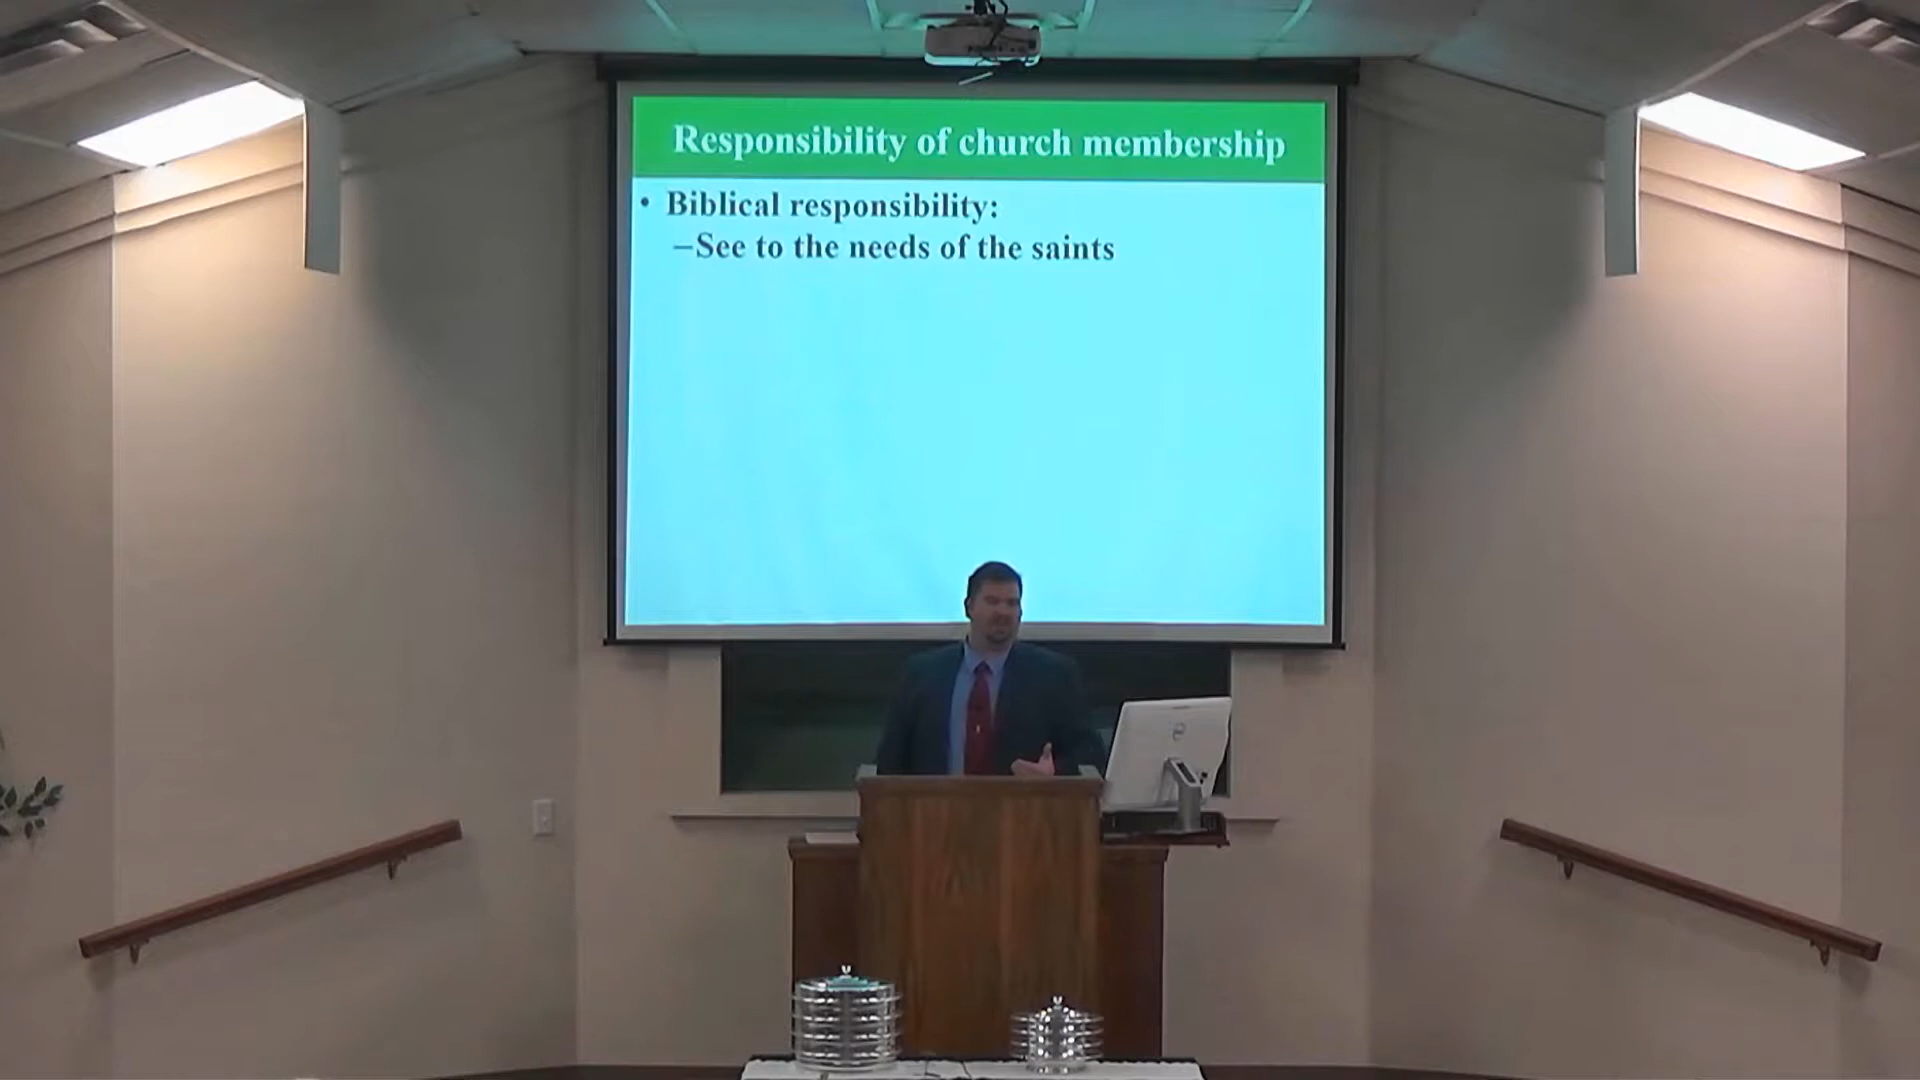 Responsibility of church membership
• Biblical responsibility:
–See to the needs of the saints